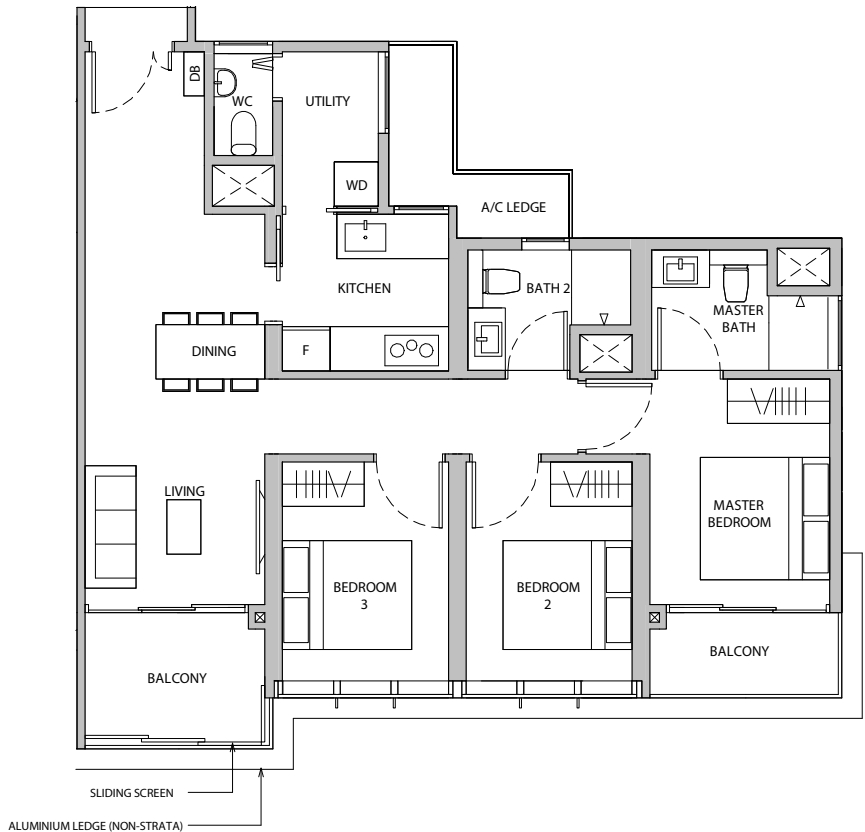 DB
WC
UTILITY
WD
A/C LEDGE
KITCHEN
BATH 2
MASTER
BATH
DINING
F
LIVING
MASTER
BEDROOM
BEDROOM
3
BEDROOM
2
BALCONY
BALCONY
SLIDING SCREEN
ALUMINIUM LEDGE (NON-STRATA)